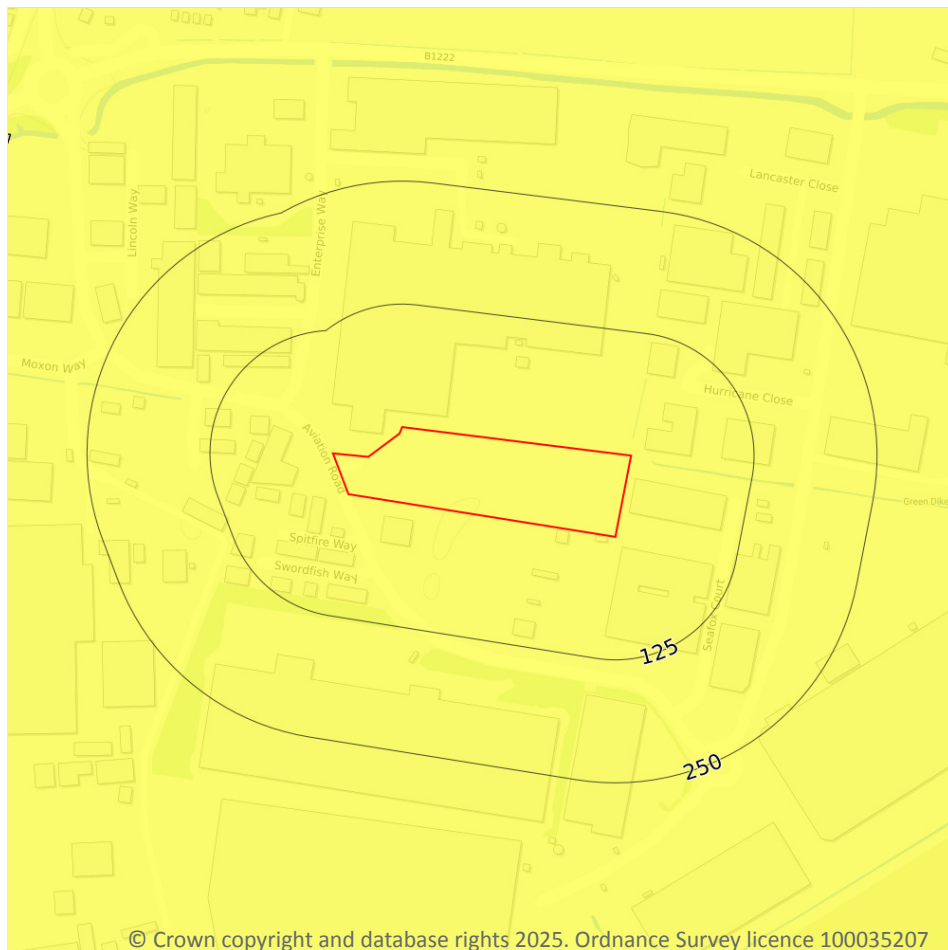 B1222
Lancaster Close
Lincoln Way
Enterprise Way
Moxon Way
Hurricane Close
Aviation Road
Green Dike
Spitfire Way
Swordfish Way
Seafox Court
125
250
© Crown copyright and database rights 2025. Ordnance Survey licence 100035207